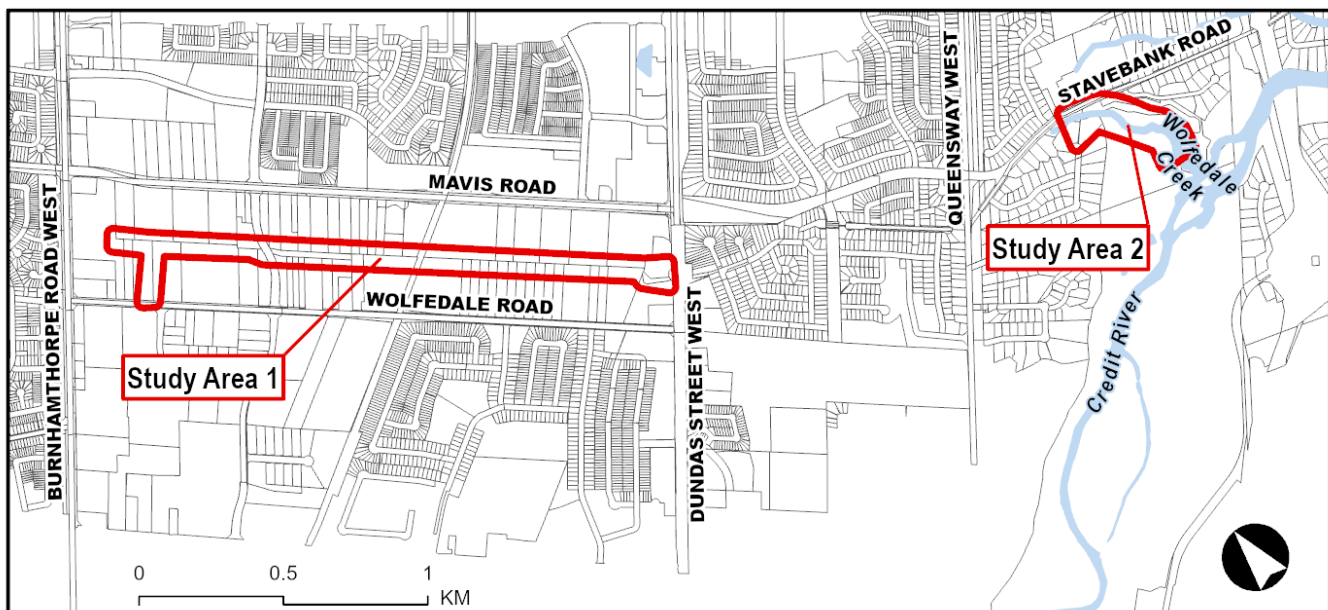 STAVEBANK ROAD
Wolfedale
Creek
QUEENSWAY WEST
MAVIS ROAD
BURNHAMTHORPE ROAD WEST
Study Area 2
WOLFEDALE ROAD
Study Area 1
Credit River
DUNDAS STREET WEST
0 0.5 1
KM